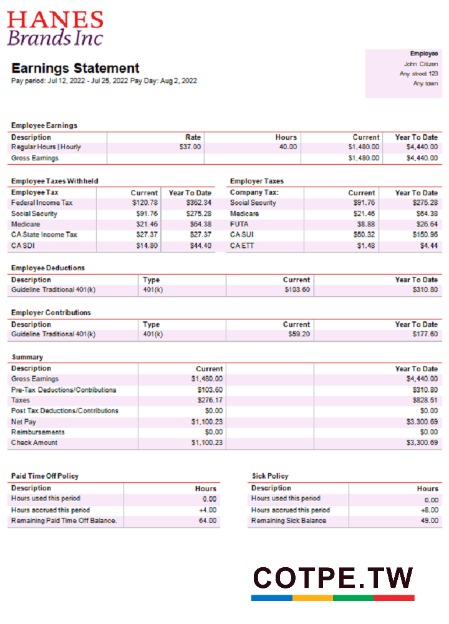 HANES
Brands Inc
Earnings Statement
Pay period: Jul 12, 2022 - Jul 25, 2022 Pay Day: Aug 2, 2022
Employee
John Citizen
Any street 123
Any town
Employee Earnings
Description Rate Hours Current Year To Date
Regular Hours | Hourly $37.00 40.00 $1,480.00 $4,440.00
Gross Earnings $1,480.00 $4,440.00
Employee Taxes Withheld
Employee Tax Current Year To Date
Federal Income Tax $120.78 $362.34
Social Security $91.76 $275.28
Medicare $21.46 $64.38
CA State Income Tax $27.37 $27.37
CA SDI $14.80 $44.40
Employer Taxes
Company Tax: Current Year To Date
Social Security $91.76 $275.28
Medicare $21.46 $64.38
FUTA $8.88 $26.64
CA SUI $50.32 $150.96
CA ETT $1.48 $4.44
Employee Deductions
Description Type Current Year To Date
Guideline Traditional 401(k) 401(k) $103.60 $310.80
Employer Contributions
Description Type Current Year To Date
Guideline Traditional 401(k) 401(k) $59.20 $177.60
Summary
Description Current Year To Date
Gross Earnings $1,480.00 $4,440.00
Pre-Tax Deductions/Contributions $103.60 $310.80
Taxes $276.17 $828.51
Post Tax Deductions/Contributions $0.00 $0.00
Net Pay $1,100.23 $3,300.69
Reimbursements $0.00 $0.00
Check Amount $1,100.23 $3,300.69
Paid Time Off Policy
Description Hours
Hours used this period 0.00
Hours accrued this period +4.00
Remaining Paid Time Off Balance. 64.00
Sick Policy
Description Hours
Hours used this period 0.00
Hours accrued this period +8.00
Remaining Sick Balance 49.00
COTPE.TW